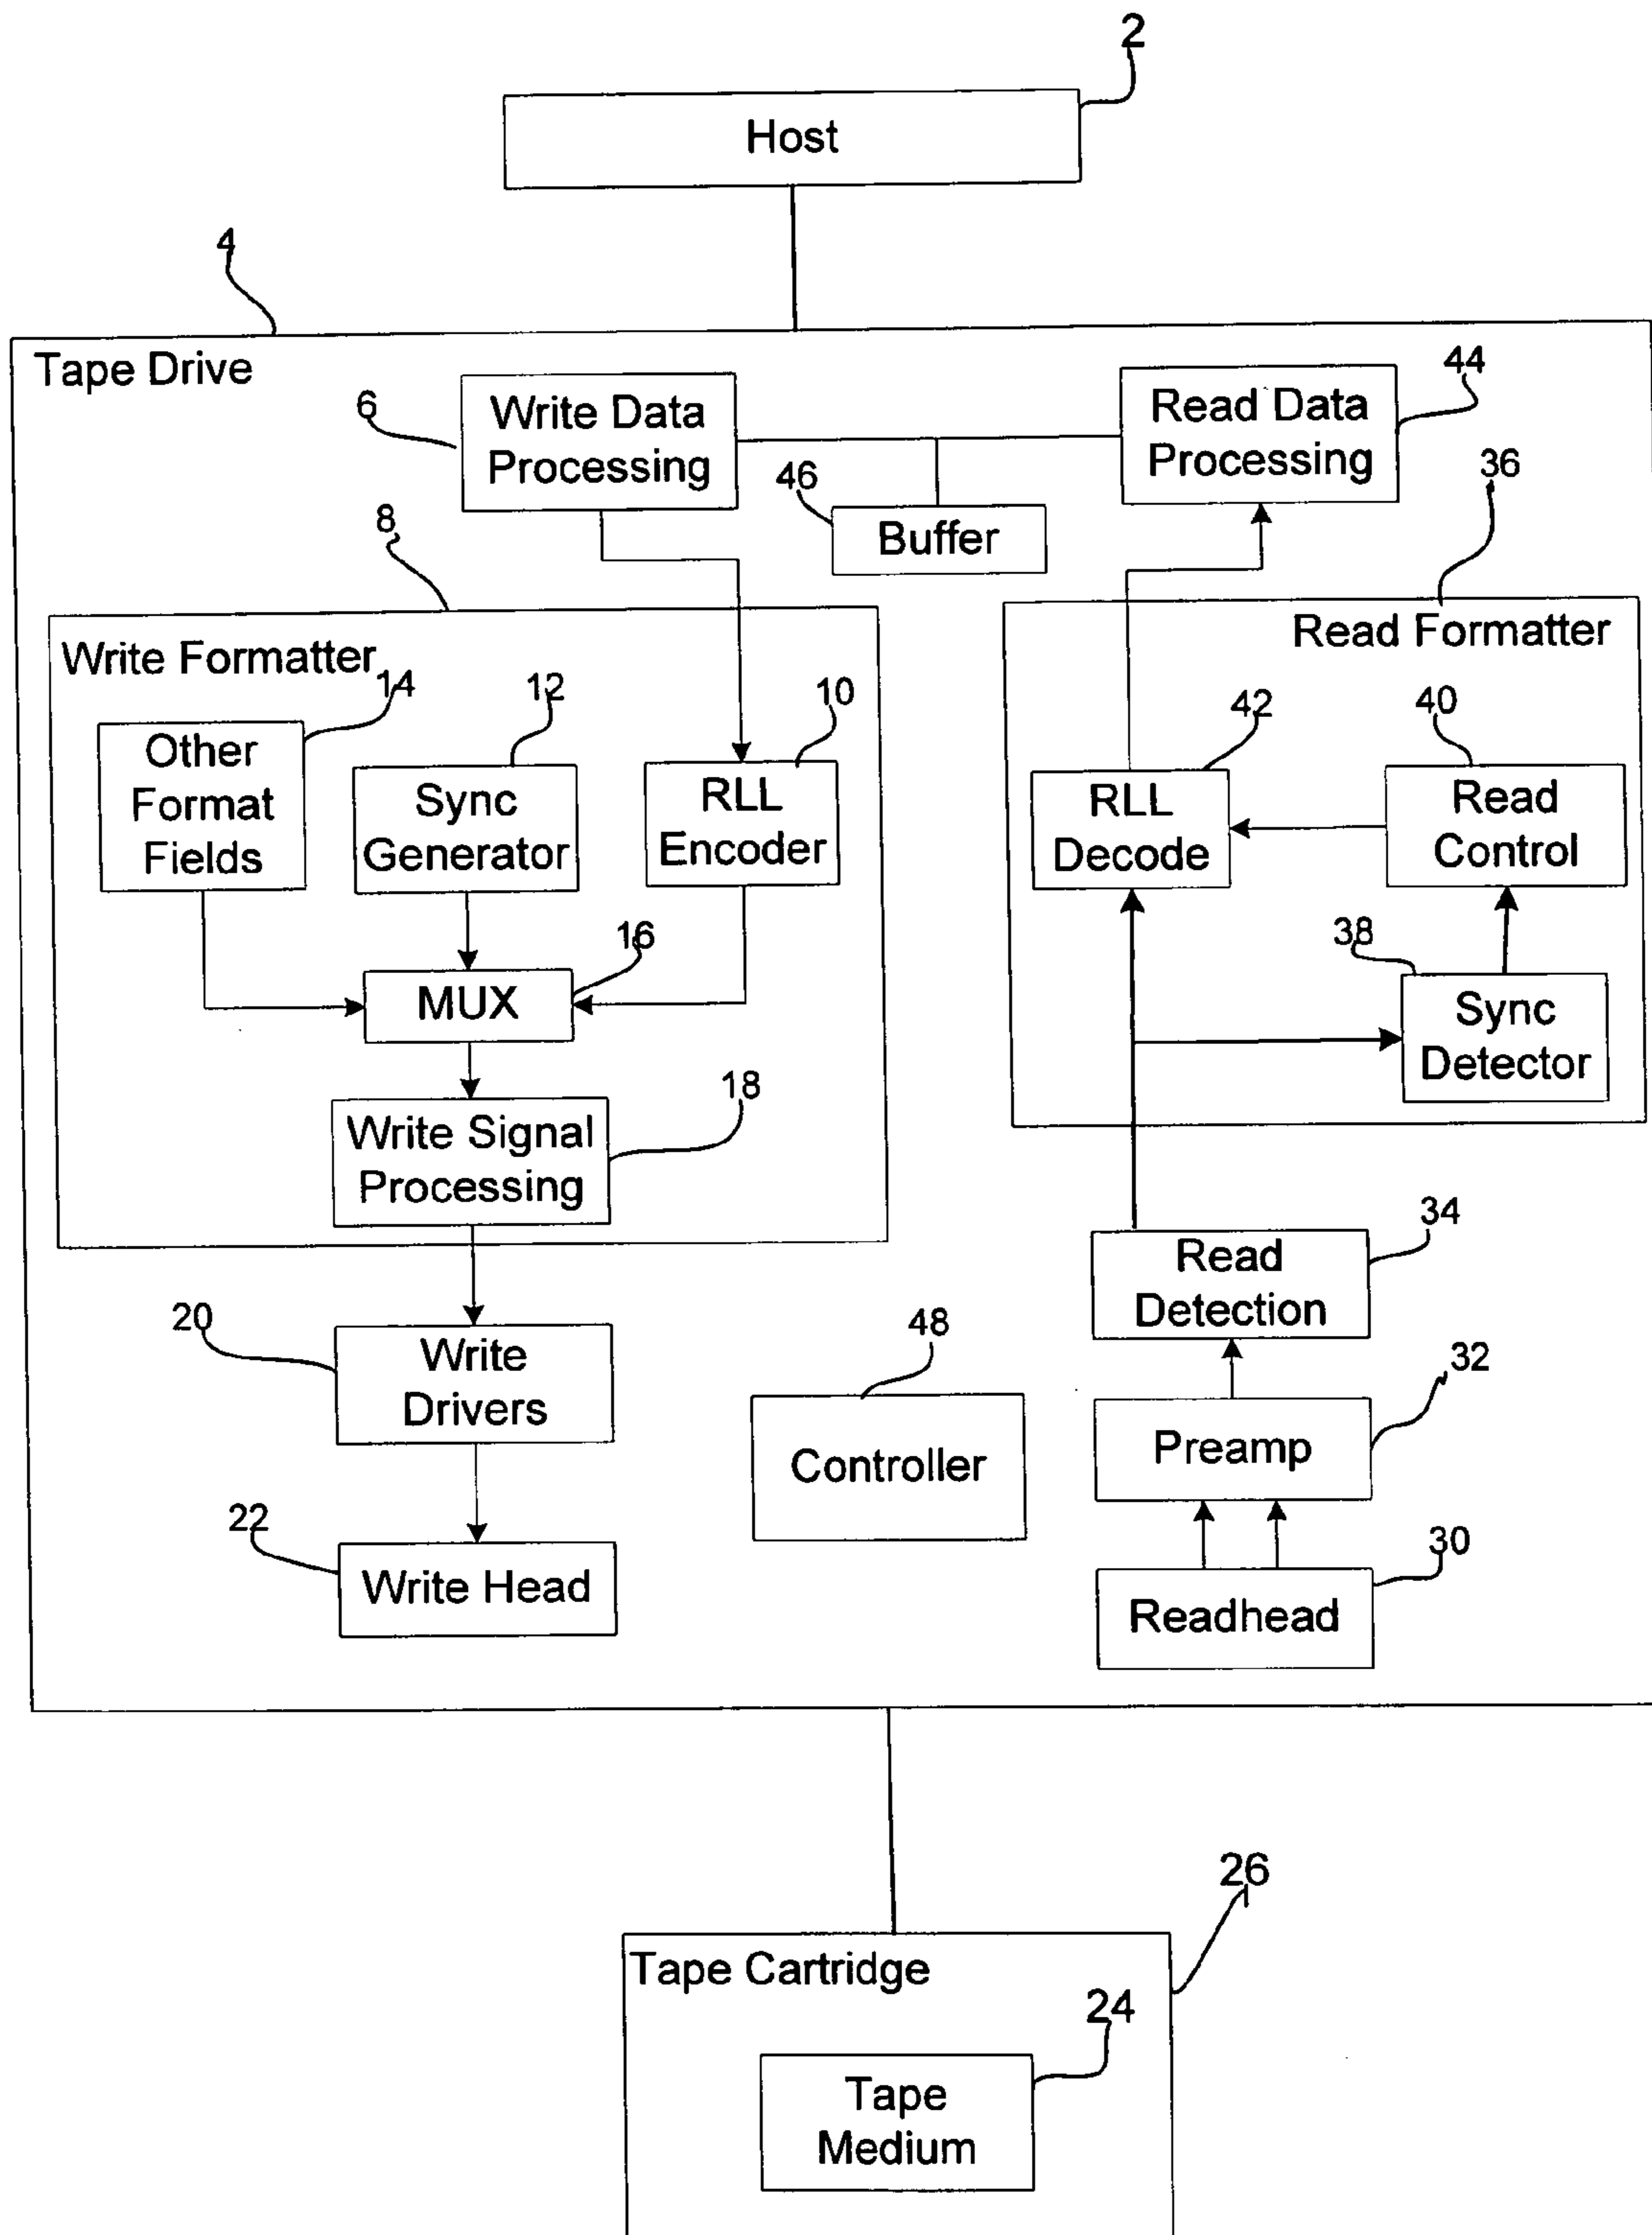 2
Host
4
Tape Drive
6
Write Data
Processing
Read Data
Processing
44
46
Buffer
36
8
Write Formatter
Read Formatter
14
12
10
Other
Format
Fields
Sync
Generator
RLL
Encoder
42
40
RLL
Decode
Read
Control
16
MUX
38
Sync
Detector
18
Write Signal
Processing
34
Read
Detection
20
Write
Drivers
48
Controller
32
Preamp
22
Write Head
30
Readhead
26
Tape Cartridge
24
Tape
Medium